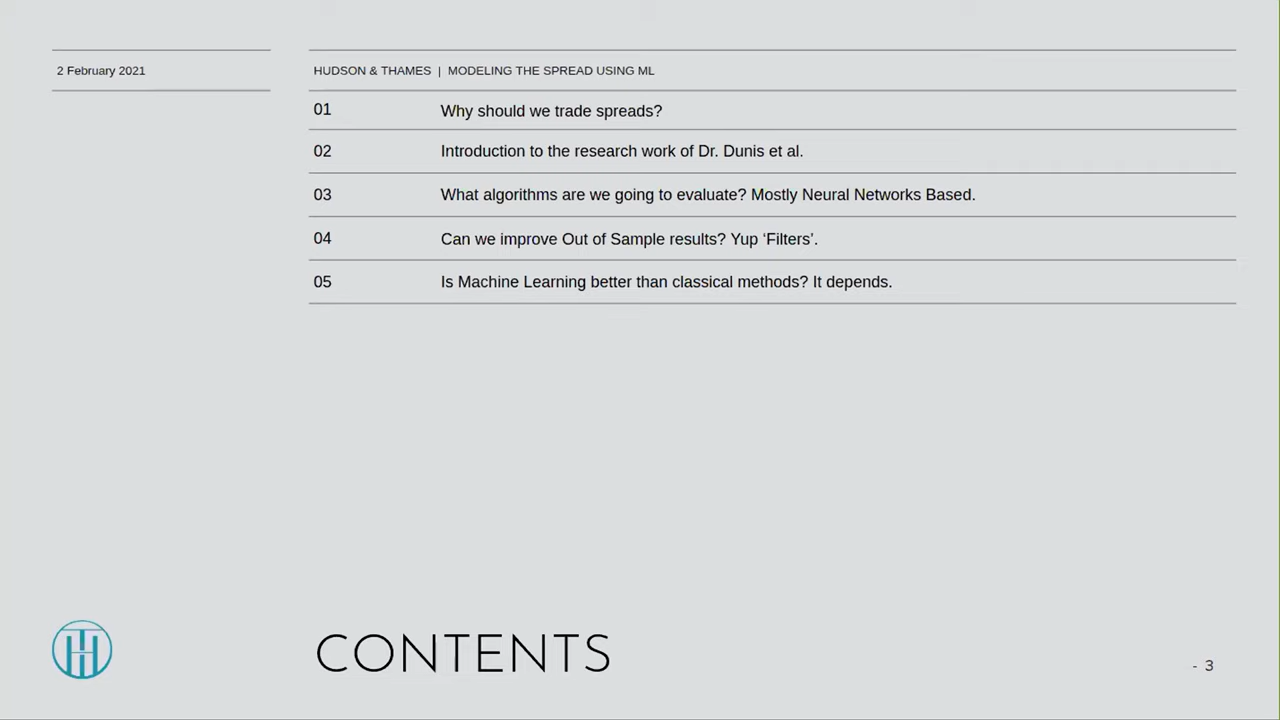 2 February 2021
HUDSON & THAMES | MODELING THE SPREAD USING ML
01 Why should we trade spreads?
02 Introduction to the research work of Dr. Dunis et al.
03 What algorithms are we going to evaluate? Mostly Neural Networks Based.
04 Can we improve Out of Sample results? Yup ‘Filters’.
05 Is Machine Learning better than classical methods? It depends.
CONTENTS
- 3